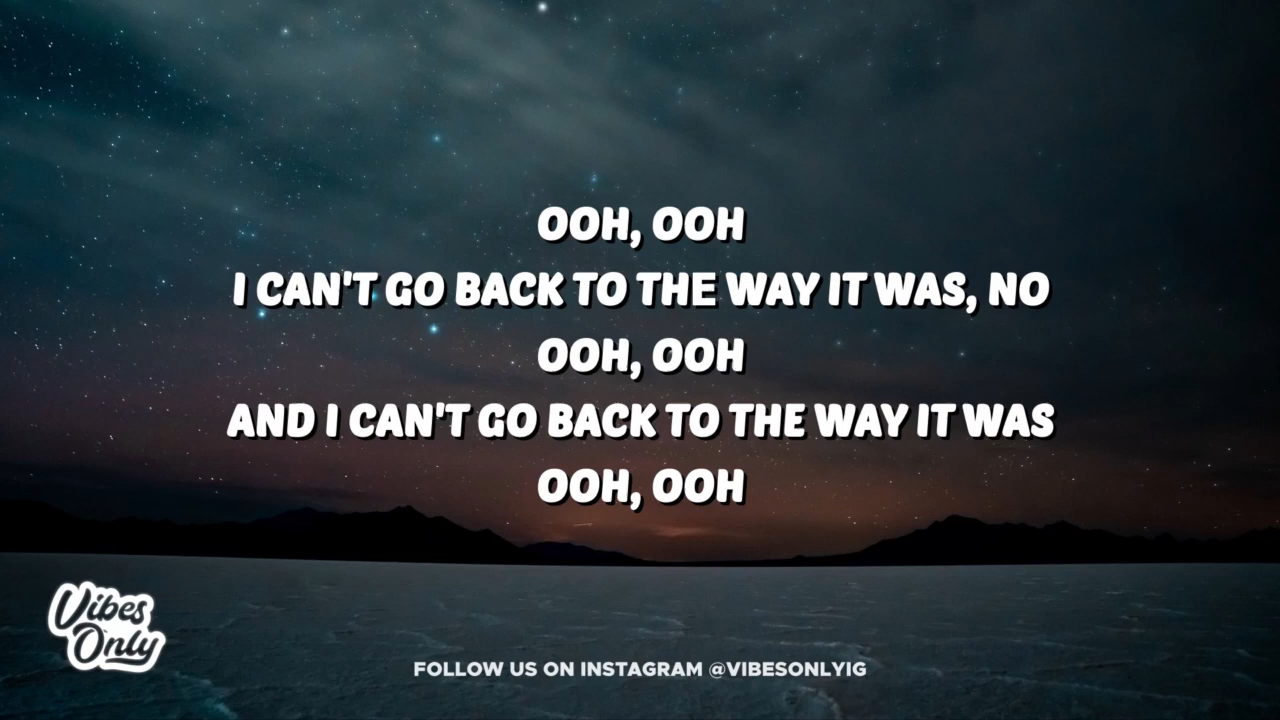 OOH, OOH
I CAN'T GO BACK TO THE WAY IT WAS, NO
OOH, OOH
AND I CAN'T GO BACK TO THE WAY IT WAS
OOH, OOH
Vibes
Only
FOLLOW US ON INSTAGRAM @VIBESONLYIG